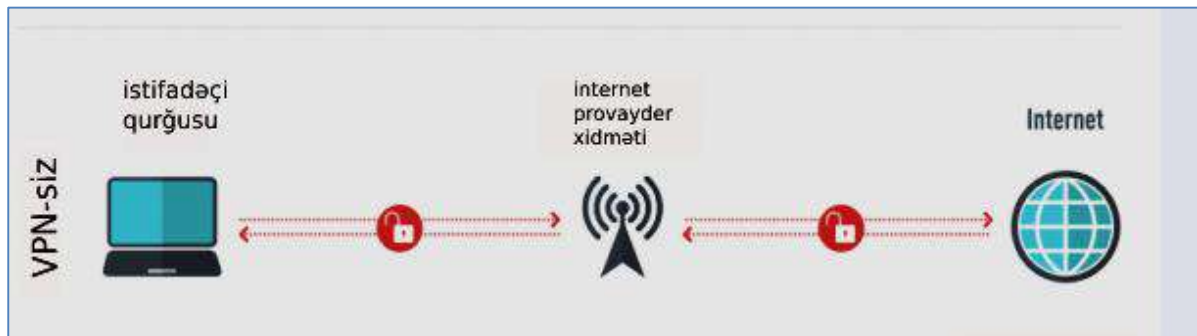 istifadəçi
qurğusu
internet
provayder
xidməti
Internet
VPN-siz